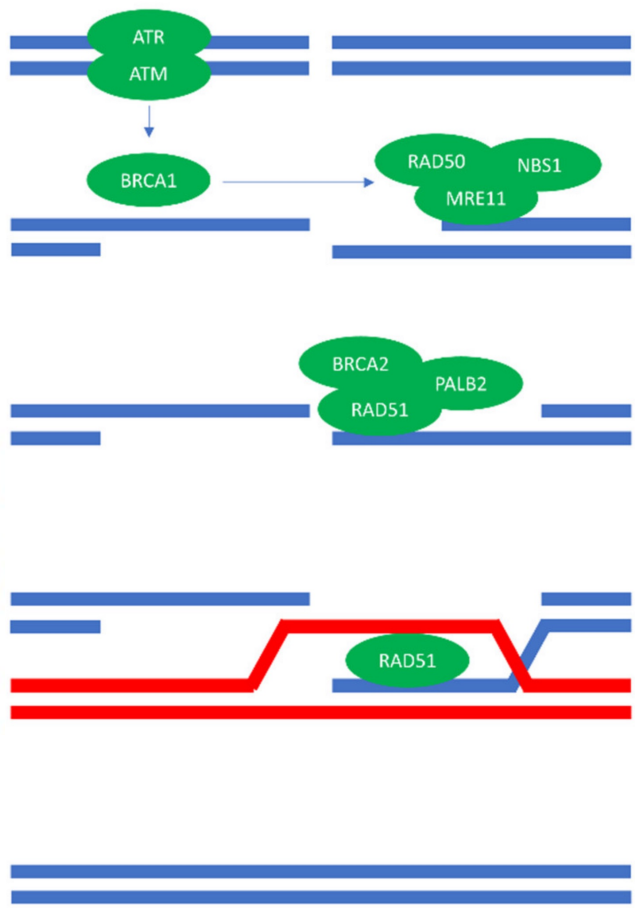 ATR
ATM
BRCA1
RAD50
NBS1
MRE11
BRCA2
PALB2
RAD51
RAD51